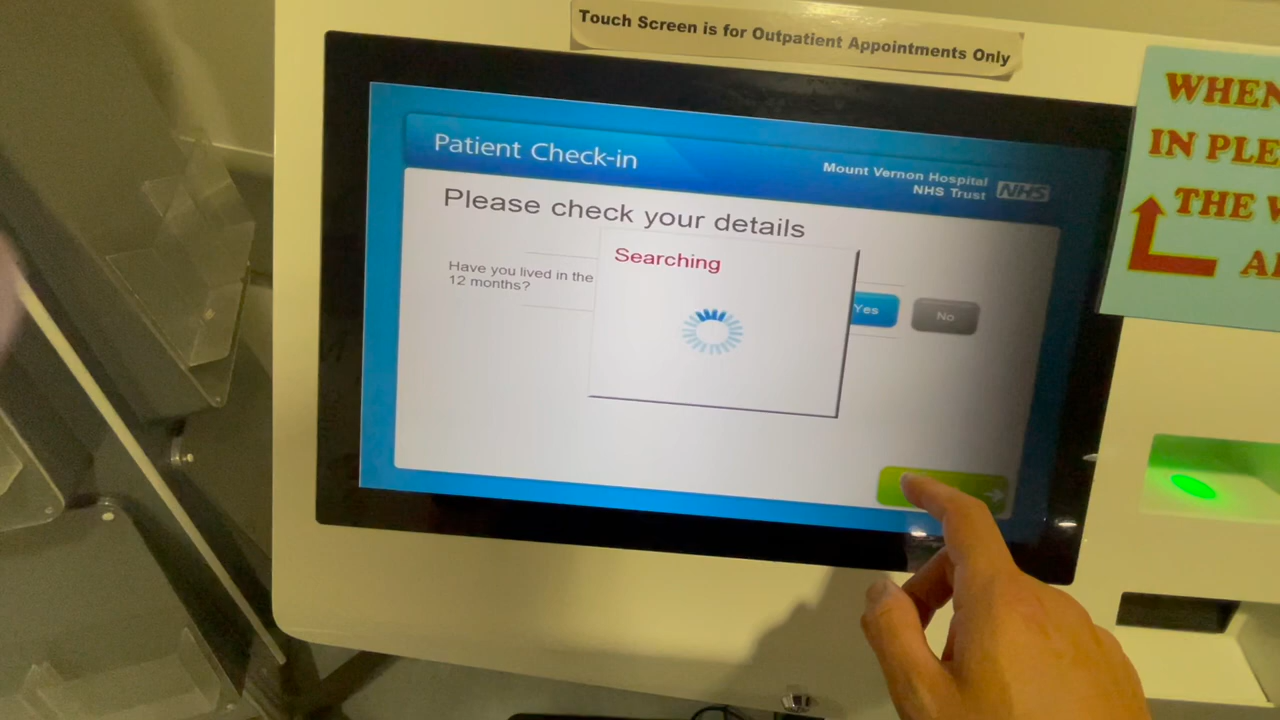 Touch Screen is for Outpatient Appointments Only
Patient Check-in
Mount Vernon Hospital
NHS Trust NHS
Please check your details
Searching
Have you lived in the
12 months?
Yes
No
WHEN
IN PLE
THE